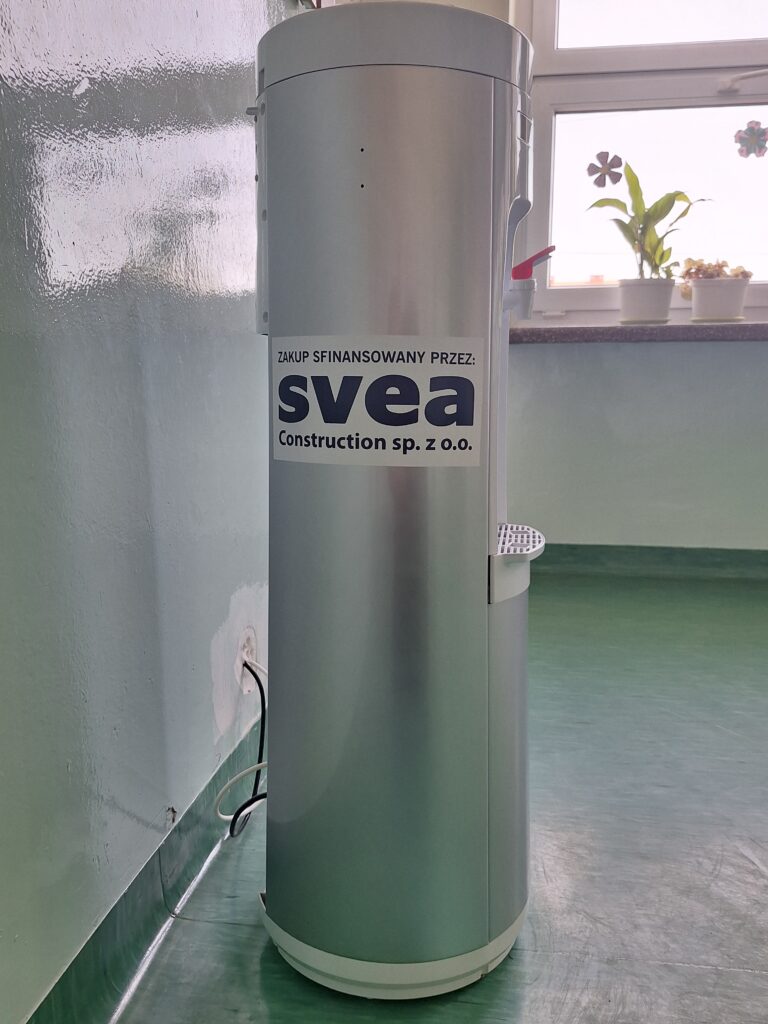 ZAKUP SFINANSOWANY PRZEZ:
svea
Construction sp. z o.o.